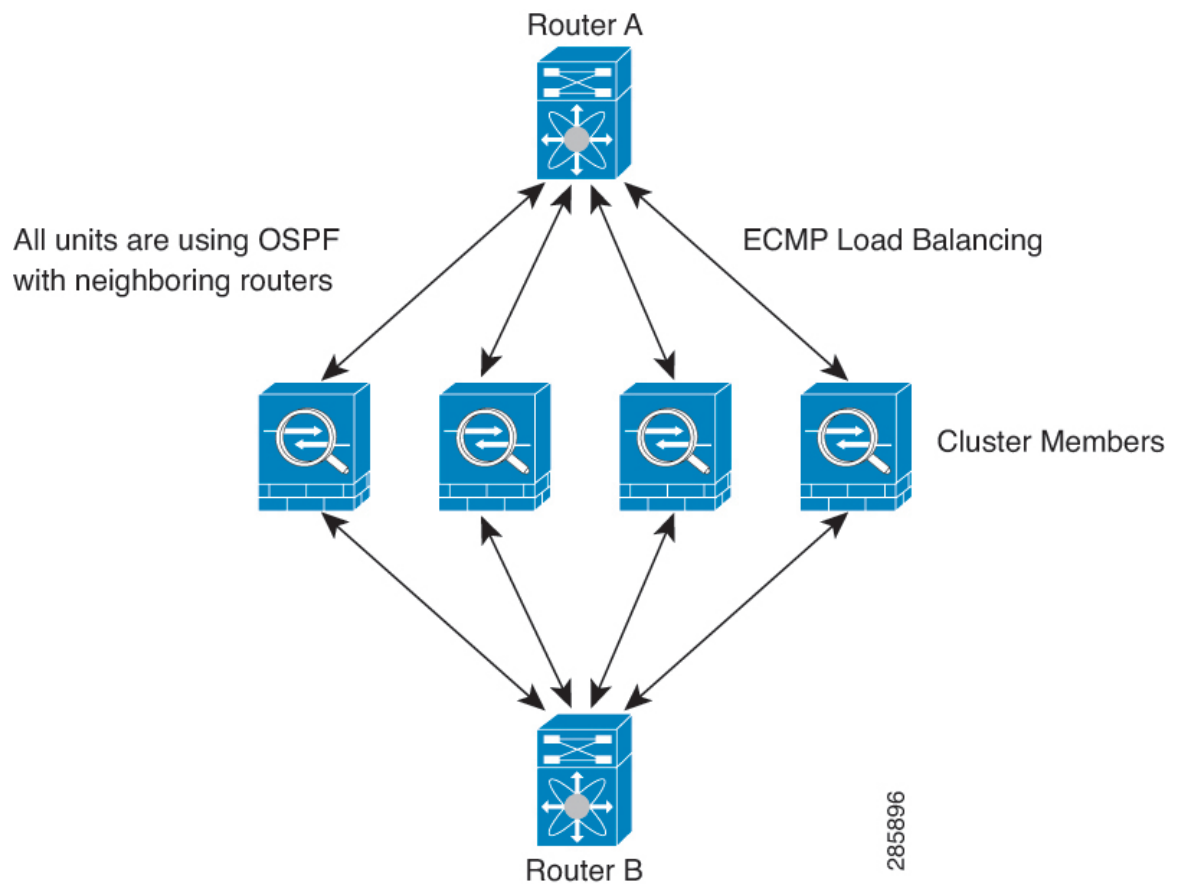 Router A
All units are using OSPF
with neighboring routers
ECMP Load Balancing
Cluster Members
Router B
285896